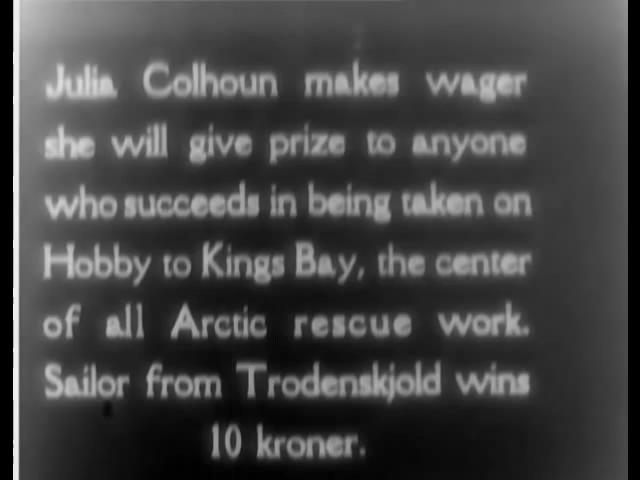 Julia Colhoun makes wager
she will give prize to anyone
who succeeds in being taken on
Hobby to Kings Bay, the center
of all Arctic rescue work.
Sailor from Trodenskjold wins
10 kroner.